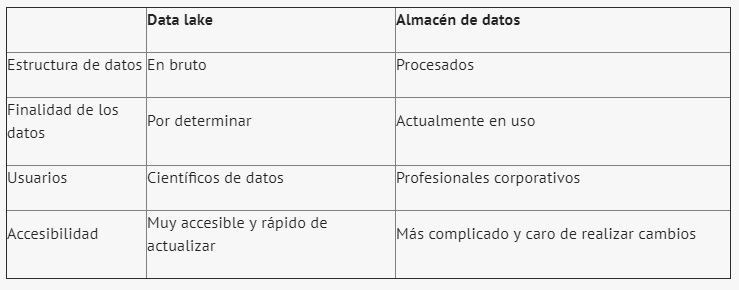 Data lake Almacén de datos
Estructura de datos En bruto Procesados
Finalidad de los
datos
Por determinar Actualmente en uso
Usuarios Científicos de datos Profesionales corporativos
Accesibilidad
Muy accesible y rápido de
actualizar
Más complicado y caro de realizar cambios